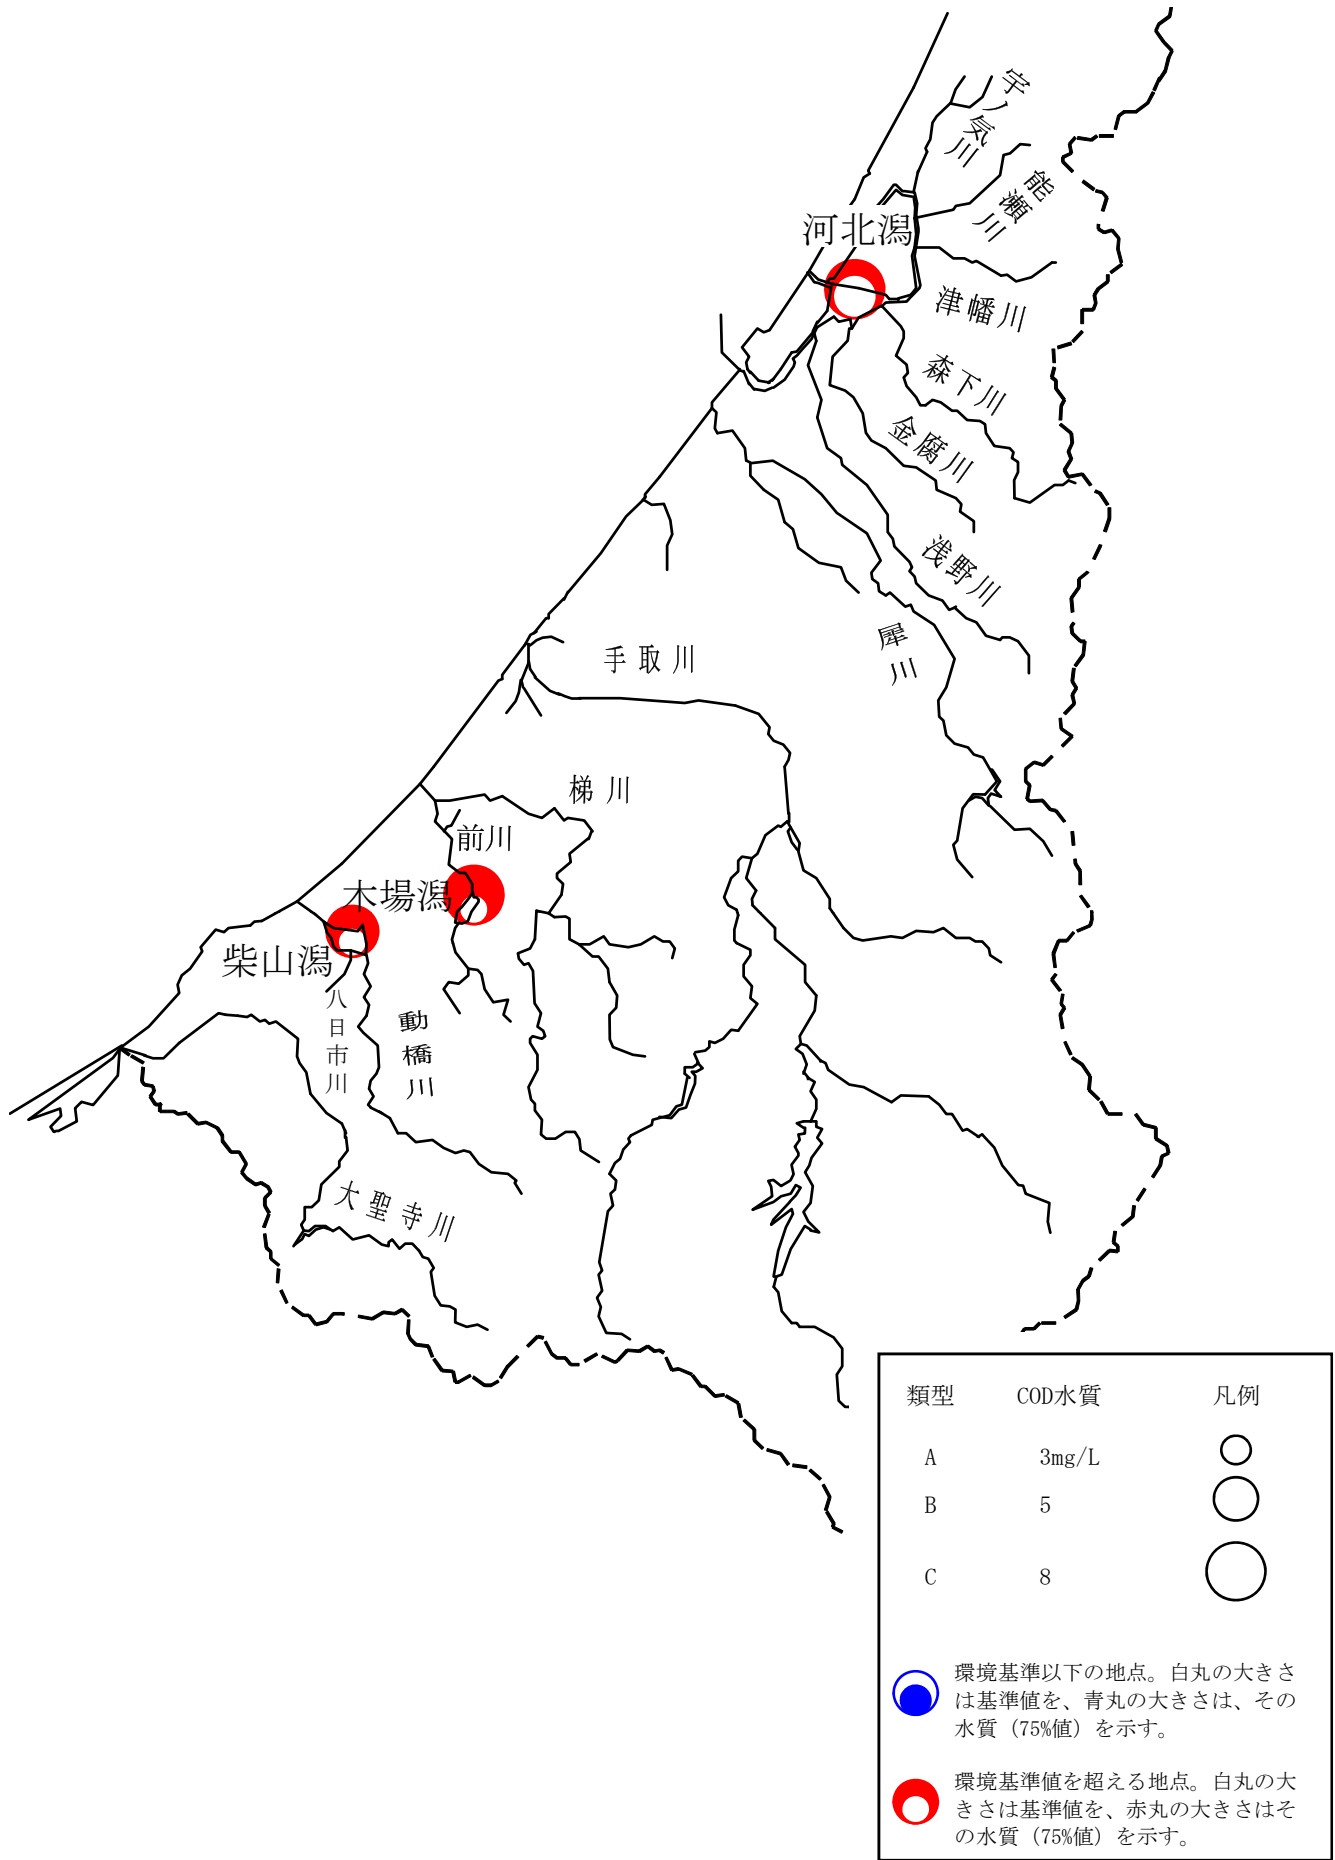 宇ノ気川
能瀬川
河北潟
津幡川
森下川
金腐川
浅野川
犀川
手取川
梯川
前川
木場潟
柴山潟
八日市川
動橋川
大聖寺川
類型 COD水質 凡例
A 3mg/L
B 5
C 8
環境基準以下の地点。白丸の大きさ
は基準値を、青丸の大きさは、その
水質（75%値）を示す。
環境基準値を超える地点。白丸の大
きさは基準値を、赤丸の大きさはそ
の水質（75%値）を示す。